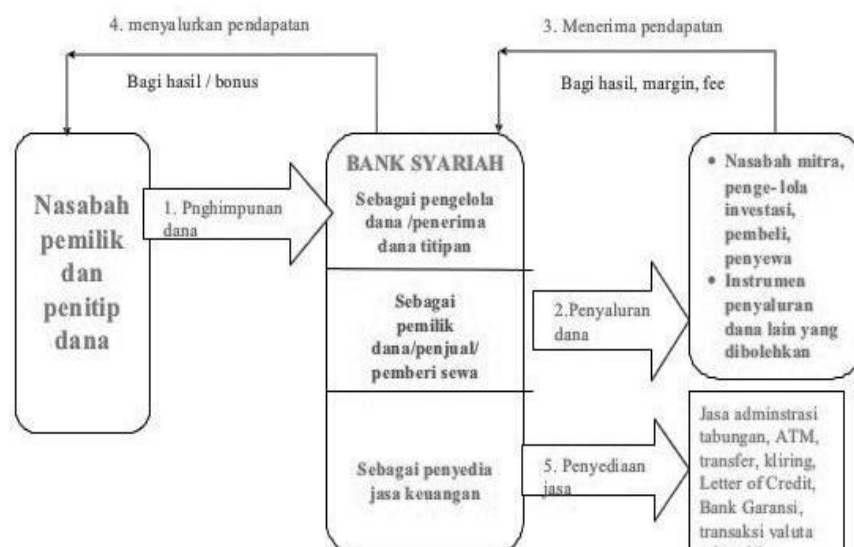 4. menyalurkan pendapatan
3. Menerima pendapatan
Bagi hasil / bonus
Bagi hasil, margin, fee
Nasabah
pemilik
dan
penitip
dana
1. Pnghimpunan
dana
BANK SYARIAH
Sebagai pengelola
dana /penerima
dana titipan
Sebagai
pemilik
dana/penjual/
pemberi sewa
Sebagai penyedia
jasa keuangan
2.Penyaluran
dana
• Nasabah mitra,
penge- lola
investasi,
pembeli,
penyewa
• Instrumen
penyaluran
dana lain yang
dibolehkan
5. Penyediaan
jasa
Jasa adminstrasi
tabungan, ATM,
transfer, kliring,
Letter of Credit,
Bank Garansi,
transaksi valuta